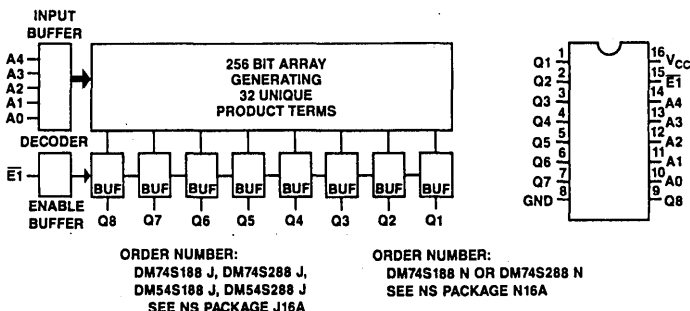 INPUT
BUFFER
A4
A3
A2
A1
A0
256 BIT ARRAY
GENERATING
32 UNIQUE
PRODUCT TERMS
DECODER
E̅1̅
ENABLE
BUFFER
BUF BUF BUF BUF BUF BUF BUF BUF
Q8 Q7 Q6 Q5 Q4 Q3 Q2 Q1
Q1 1 16 VCC
Q2 2 15 E̅1̅
Q3 3 14 A4
Q4 4 13 A3
Q5 5 12 A2
Q6 6 11 A1
Q7 7 10 A0
GND 8 9 Q8
ORDER NUMBER:
DM74S188 J, DM74S288 J,
DM54S188 J, DM54S288 J
SEE NS PACKAGE J16A
ORDER NUMBER:
DM74S188 N OR DM74S288 N
SEE NS PACKAGE N16A